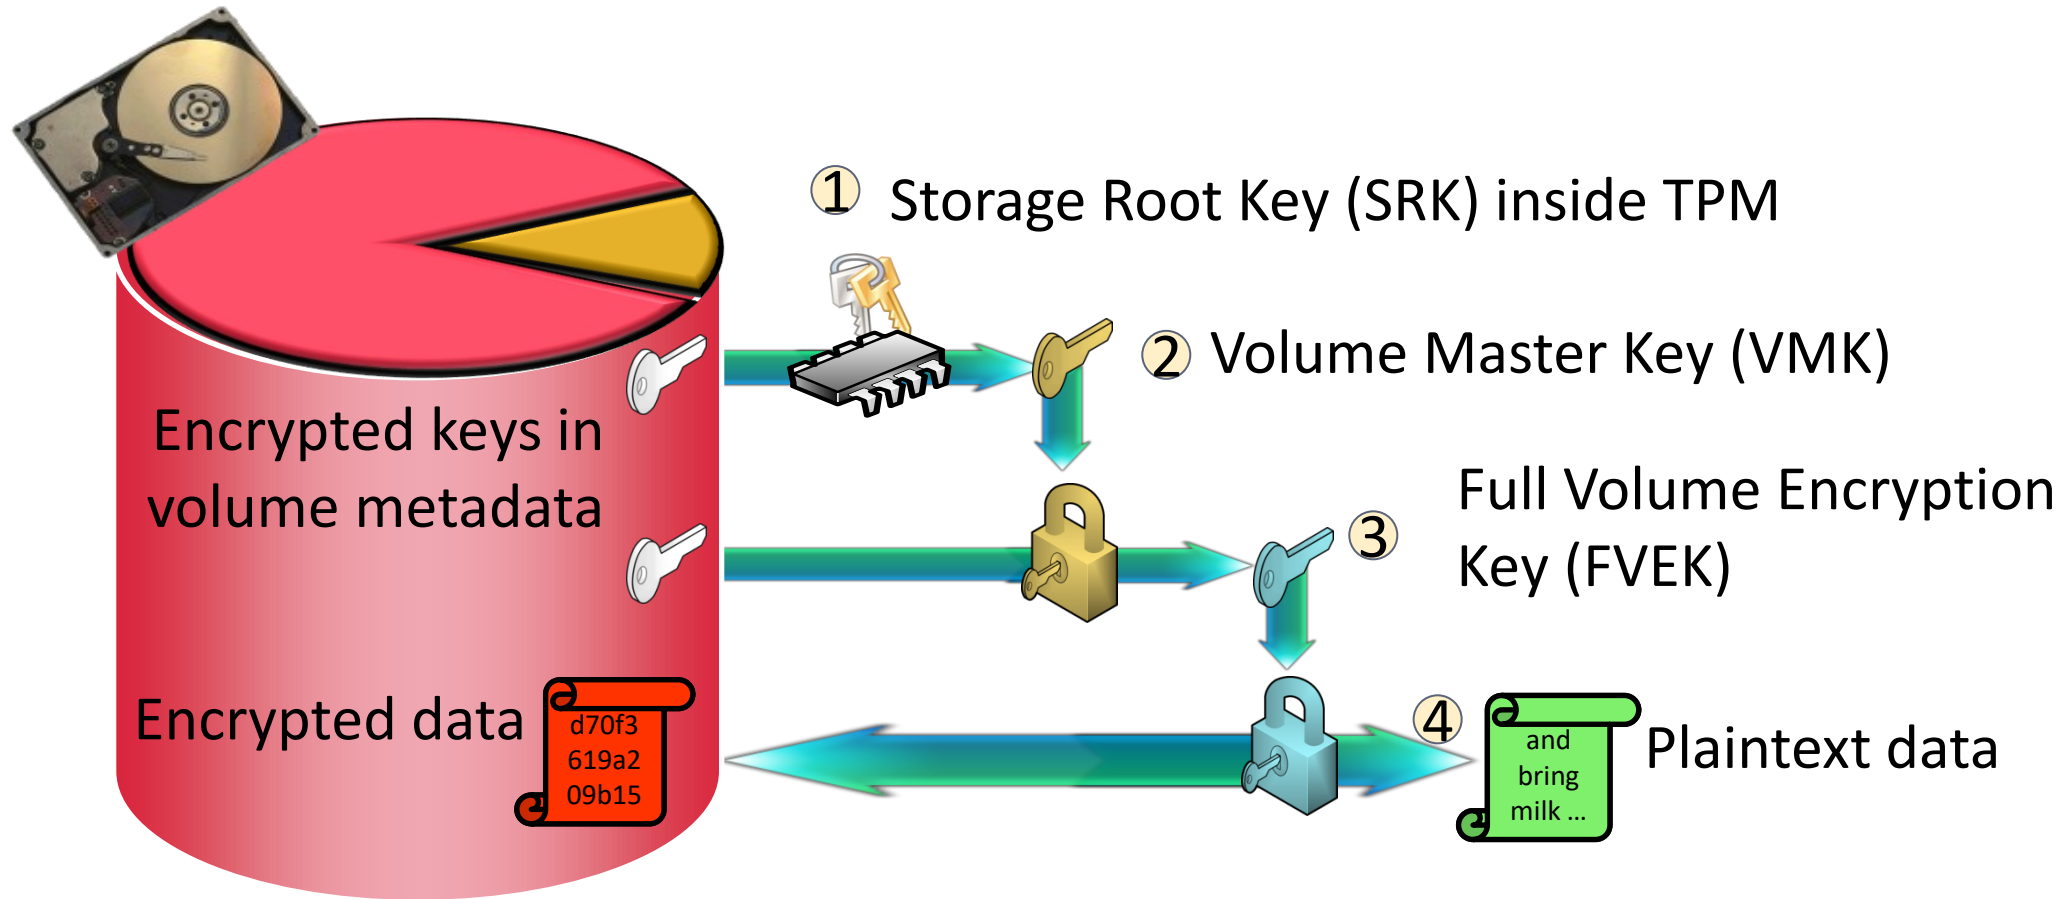 1 Storage Root Key (SRK) inside TPM
2 Volume Master Key (VMK)
Encrypted keys in
volume metadata
3 Full Volume Encryption
Key (FVEK)
Encrypted data
d70f3
619a2
09b15
4
and
bring
milk ...
Plaintext data